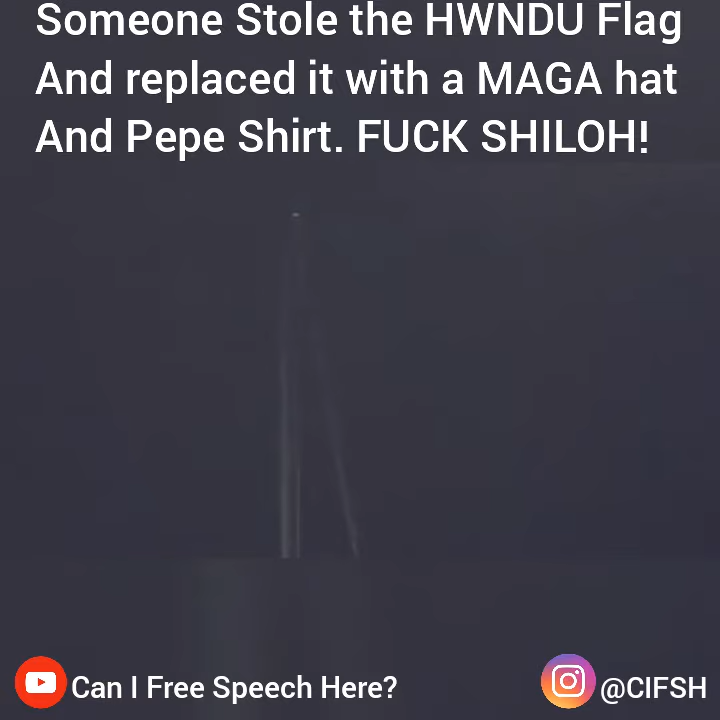 Someone Stole the HWNDU Flag
And replaced it with a MAGA hat
And Pepe Shirt. FUCK SHILOH!
Can I Free Speech Here?
@CIFSH